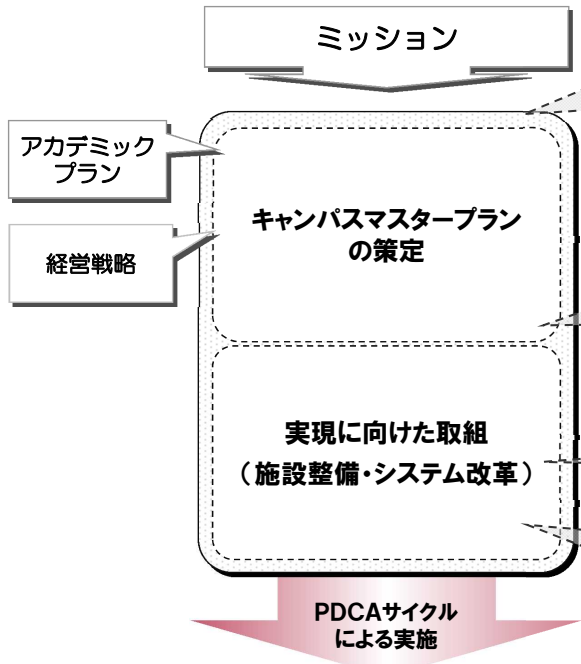 ミッション
アカデミック
プラン
経営戦略
キャンパスマスタープラン
の策定
実現に向けた取組
（施設整備・システム改革）
PDCAサイクル
による実施